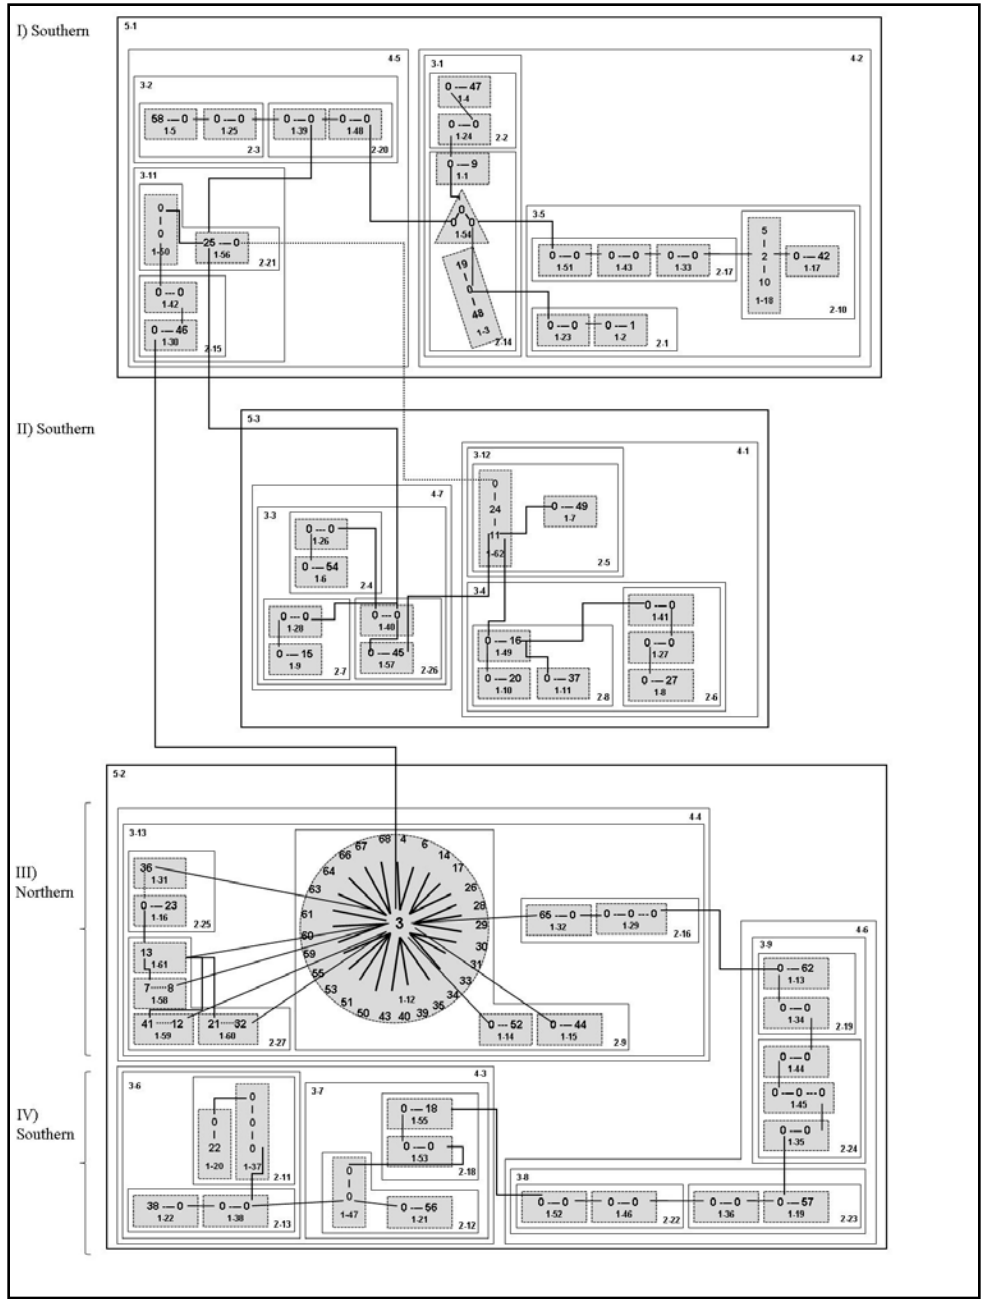 I) Southern
5-1
4-5
4-2
3-2
3-1
0 --- 47
1-4
58 --- 0 0 --- 0 0 --- 0 0 --- 0
1-5 1-25 1-39 1-48
0 --- 0
1-24
2-3 2-20
2-2
0 --- 9
1-1
3-11
0
0 0
1-54
0
0
1-50
25 --- 0
1-56
2-21
3-5
0 --- 0 0 --- 0 0 --- 0
1-51 1-43 1-33
2-17
5
2
10
1-18
0 --- 42
1-17
2-10
19
0
48
1-3
2-14
0 --- 0
1-42
0 --- 46
1-30
2-15
0 --- 0 0 --- 1
1-23 1-2
2-1
II) Southern
5-3
4-1
3-12
0
24
11
1-62
0 --- 49
1-7
2-5
4-7
3-3
0 --- 0
1-26
0 --- 54
1-6
2-4
0 --- 0
1-28
0 --- 15
1-9
2-7
0 --- 0
1-40
0 --- 45
1-57
2-26
3-4
0 --- 16
1-49
0 --- 20 0 --- 37
1-10 1-11
2-8
0 --- 0
1-41
0 --- 0
1-27
0 --- 27
1-8
2-6
5-2
III)
Northern
4-4
3-13
36
1-31
0 --- 23
1-16
2-25
13
1-61
7 ---- 8
1-58
41 ---- 12 21 ---- 32
1-59 1-60
2-27
68 4 6 14 17 26 28 29 30 31 33 34 35 39 40 43 50 51 53 55 59 60 61 63 64 66 67
3
1-12
0 --- 52 0 --- 44
1-14 1-15
2-9
65 --- 0 0 --- 0 --- 0
1-32 1-29
2-16
4-6
3-9
0 --- 62
1-13
0 --- 0
1-34
2-19
0 --- 0
1-44
0 --- 0 --- 0
1-45
0 --- 0
1-35
2-24
IV)
Southern
4-3
3-6
0
22
1-20
0
0
0
1-37
2-11
38 --- 0 0 --- 0
1-22 1-38
2-13
3-7
0 --- 18
1-55
0 --- 0
1-53
2-18
0
0
1-47
0 --- 56
1-21
2-12
3-8
0 --- 0 0 --- 0 0 --- 0 0 --- 57
1-52 1-46 1-36 1-19
2-22 2-23